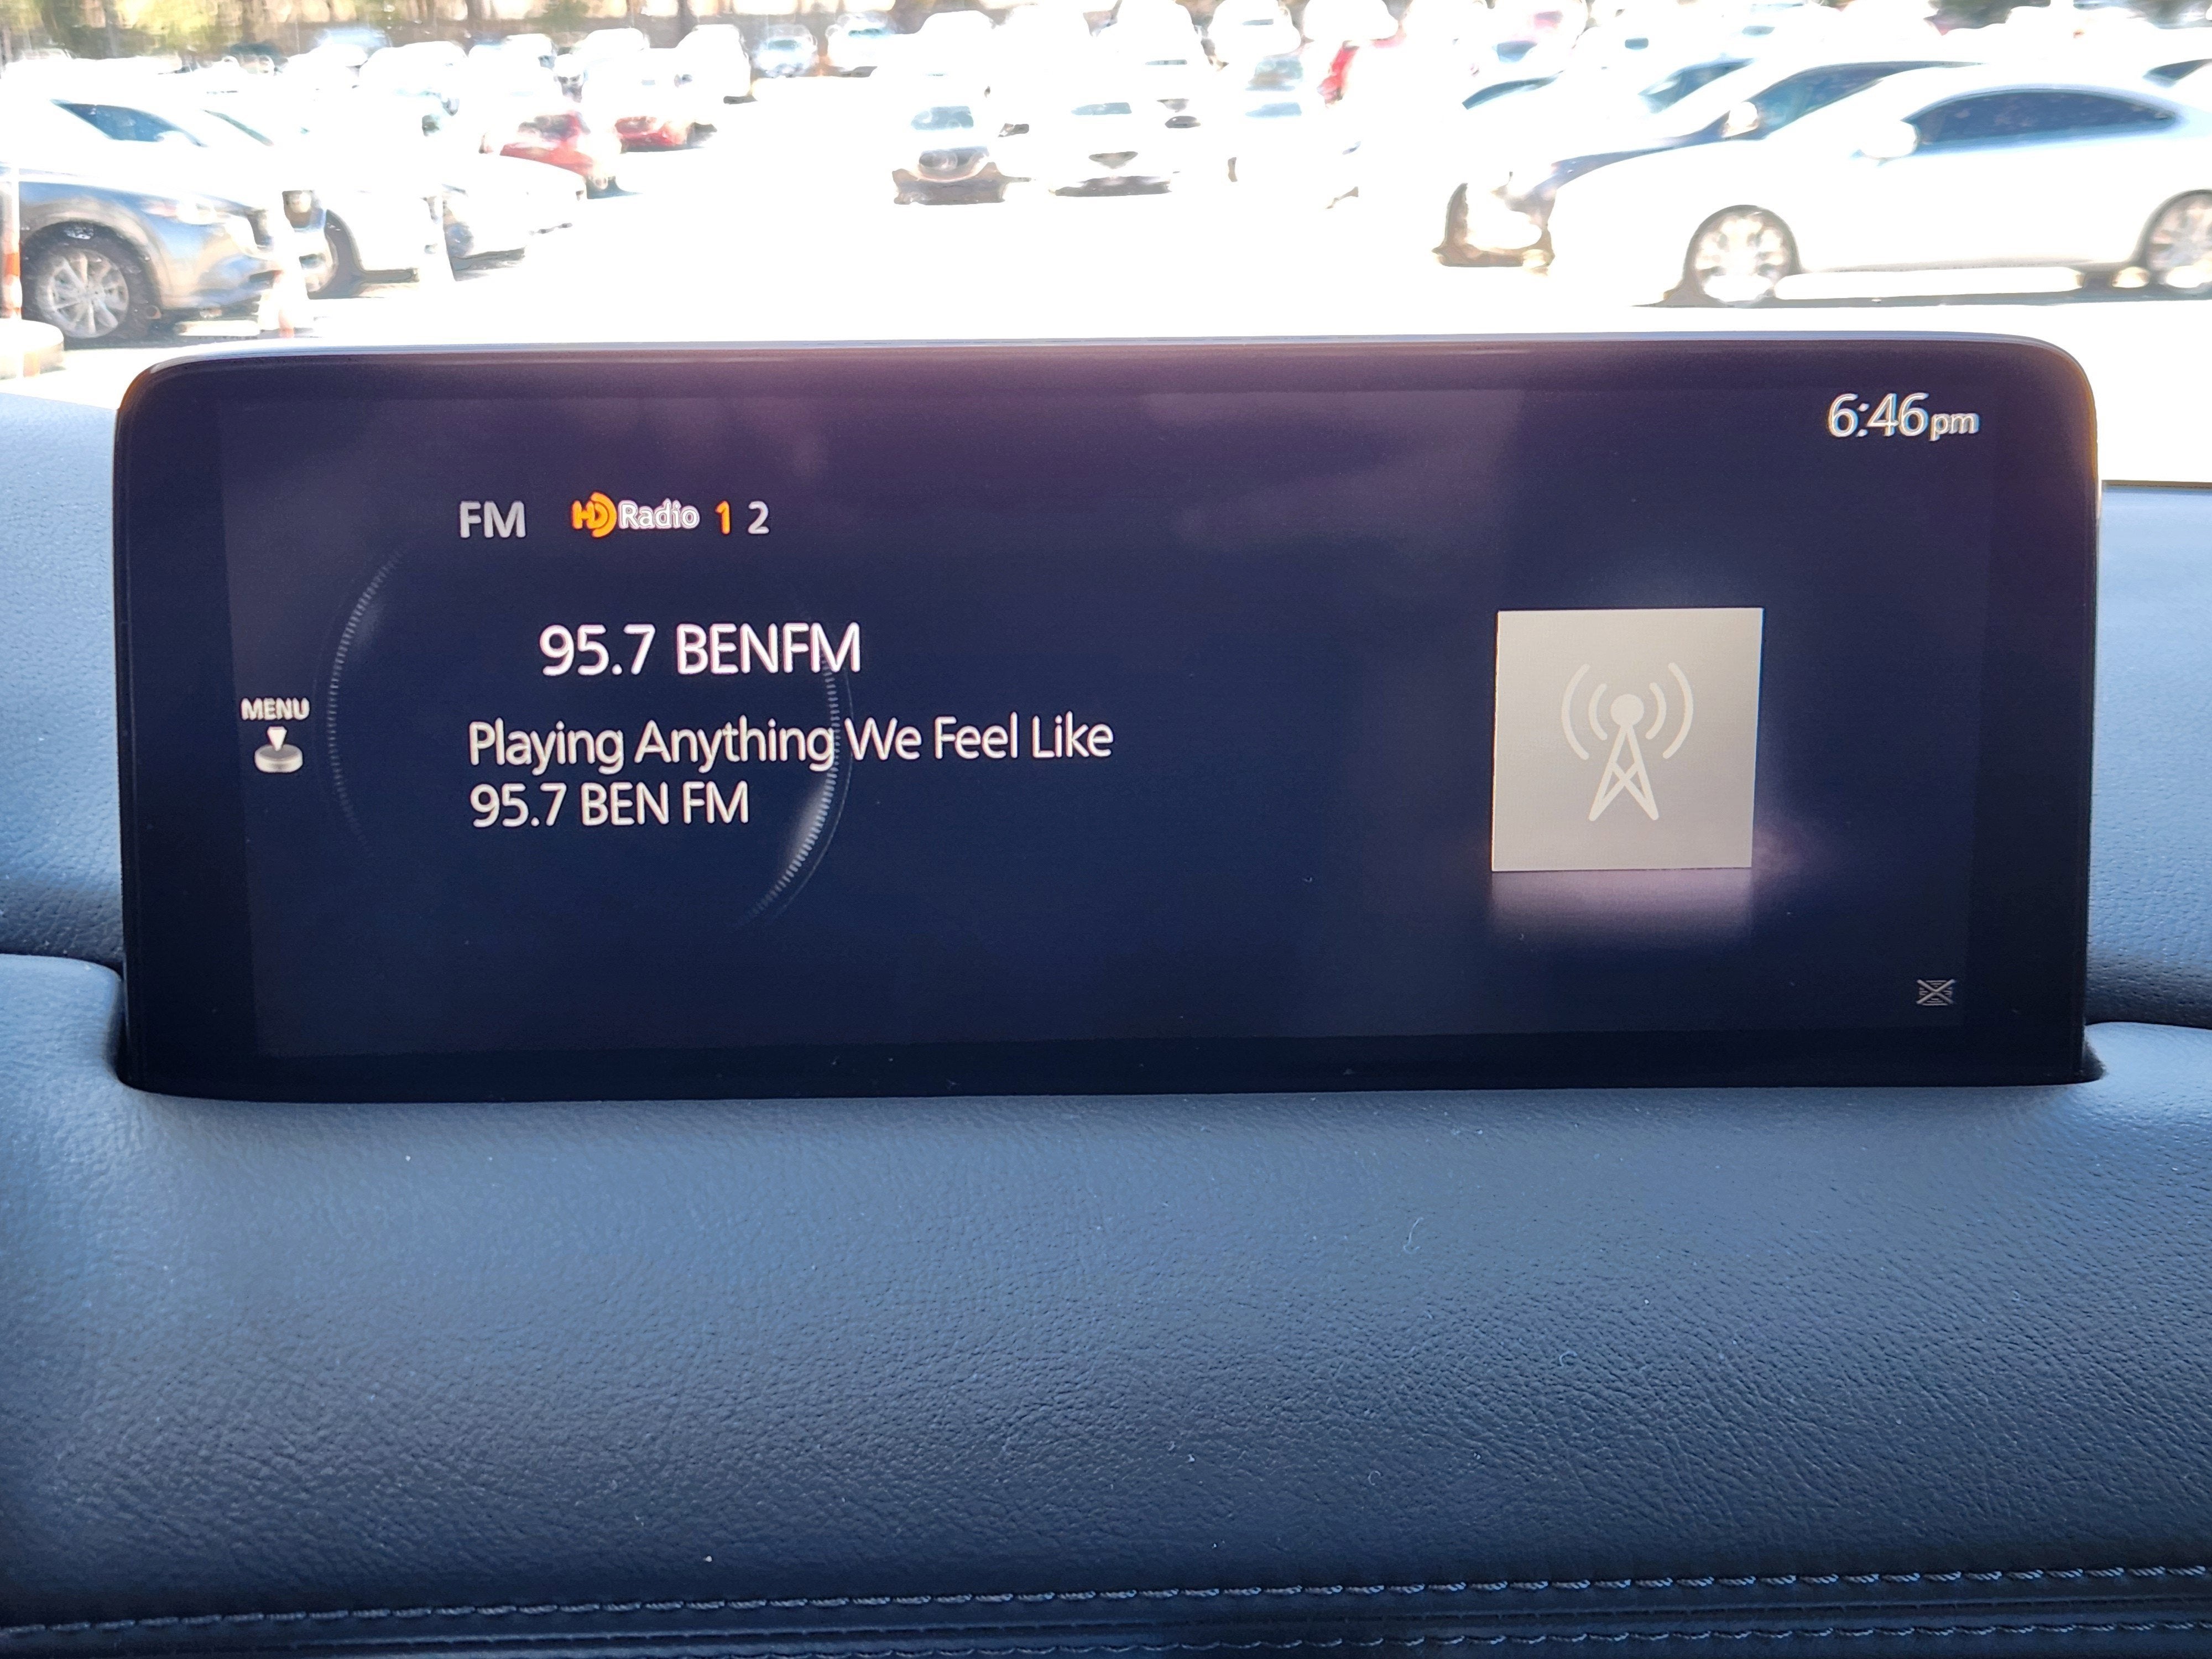 6:46pm
FM HD Radio 1 2
95.7 BENFM
MENU
Playing Anything We Feel Like
95.7 BEN FM